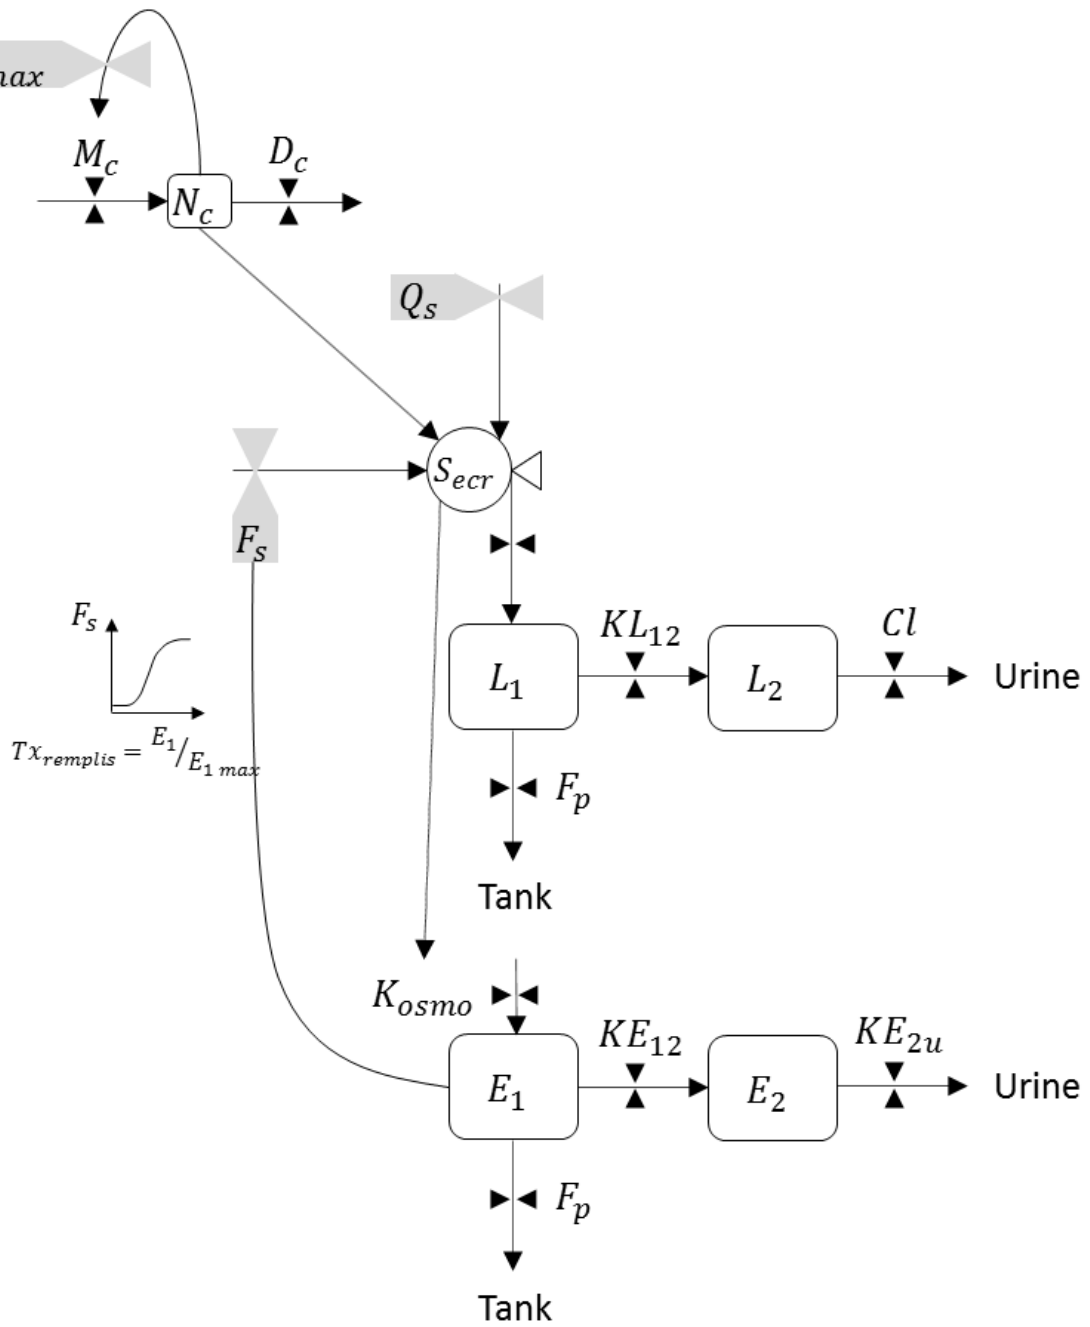 max
M_c
D_c
N_c
Q_s
S_ecr
F_s
F_s
KL_12
Cl
L_1
L_2
Urine
Tx_remplis = E_1/E_1 max
F_p
Tank
K_osmo
KE_12
KE_2u
E_1
E_2
Urine
F_p
Tank